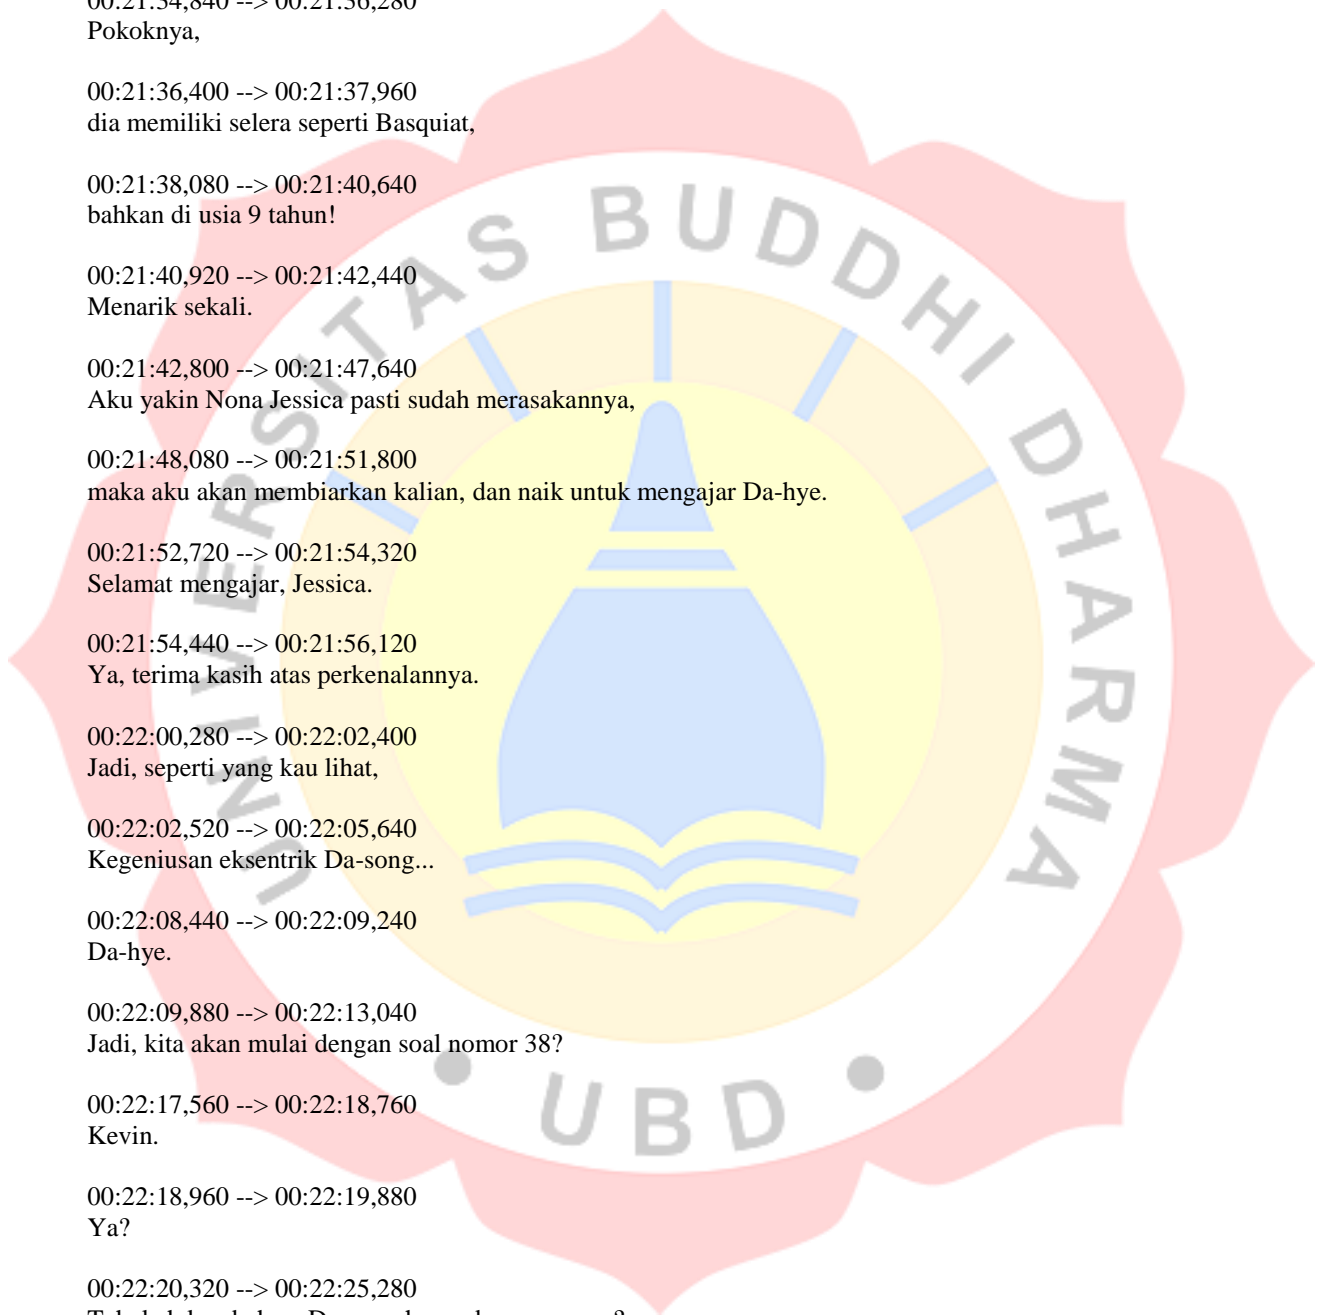 00:21:34,840 --> 00:21:36,280
Pokoknya,
00:21:36,400 --> 00:21:37,960
dia memiliki selera seperti Basquiat,
00:21:38,080 --> 00:21:40,640
bahkan di usia 9 tahun!
00:21:40,920 --> 00:21:42,440
Menarik sekali.
00:21:42,800 --> 00:21:47,640
Aku yakin Nona Jessica pasti sudah merasakannya,
00:21:48,080 --> 00:21:51,800
maka aku akan membiarkan kalian, dan naik untuk mengajar Da-hye.
00:21:52,720 --> 00:21:54,320
Selamat mengajar, Jessica.
00:21:54,440 --> 00:21:56,120
Ya, terima kasih atas perkenalannya.
00:22:00,280 --> 00:22:02,400
Jadi, seperti yang kau lihat,
00:22:02,520 --> 00:22:05,640
Kegeniusan eksentrik Da-song...
00:22:08,440 --> 00:22:09,240
Da-hye.
00:22:09,880 --> 00:22:13,040
Jadi, kita akan mulai dengan soal nomor 38?
00:22:17,560 --> 00:22:18,760
Kevin.
00:22:18,960 --> 00:22:19,880
Ya?
00:22:20,320 --> 00:22:25,280
UNIVERSITAS BUDDHI DHARMA
UBD